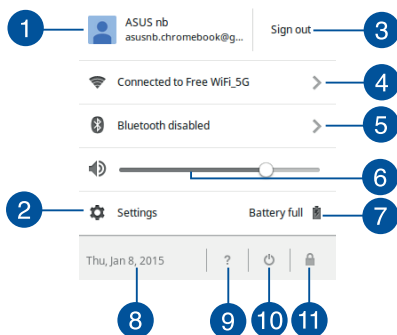 ASUS nb
asusnb.chromebook@g...
Sign out
1
3
Connected to Free WiFi_5G
4
Bluetooth disabled
5
6
2
Settings
Battery full
7
Thu, Jan 8, 2015
?
8
9
10
11